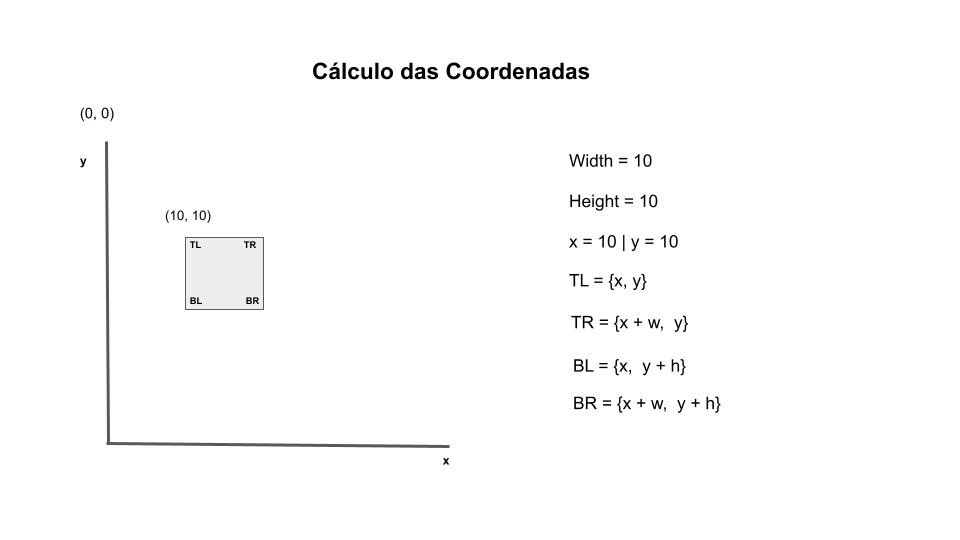 Cálculo das Coordenadas
(0, 0)
y
(10, 10)
TL TR
BL BR
x
Width = 10
Height = 10
x = 10 | y = 10
TL = {x, y}
TR = {x + w,  y}
BL = {x,  y + h}
BR = {x + w,  y + h}